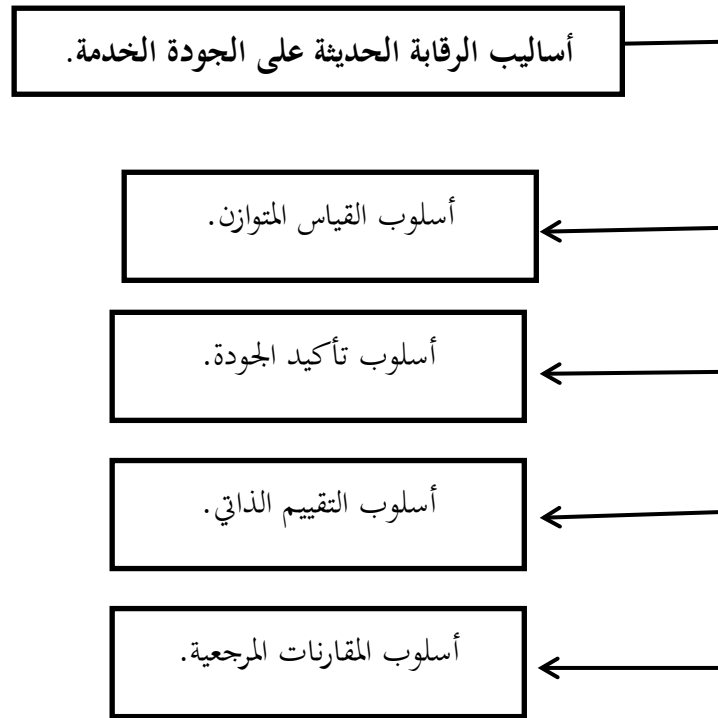 أساليب الرقابة الحديثة على الجودة الخدمة.
أسلوب القياس المتوازن.
أسلوب تأكيد الجودة.
أسلوب التقييم الذاتي.
أسلوب المقارنات المرجعية.